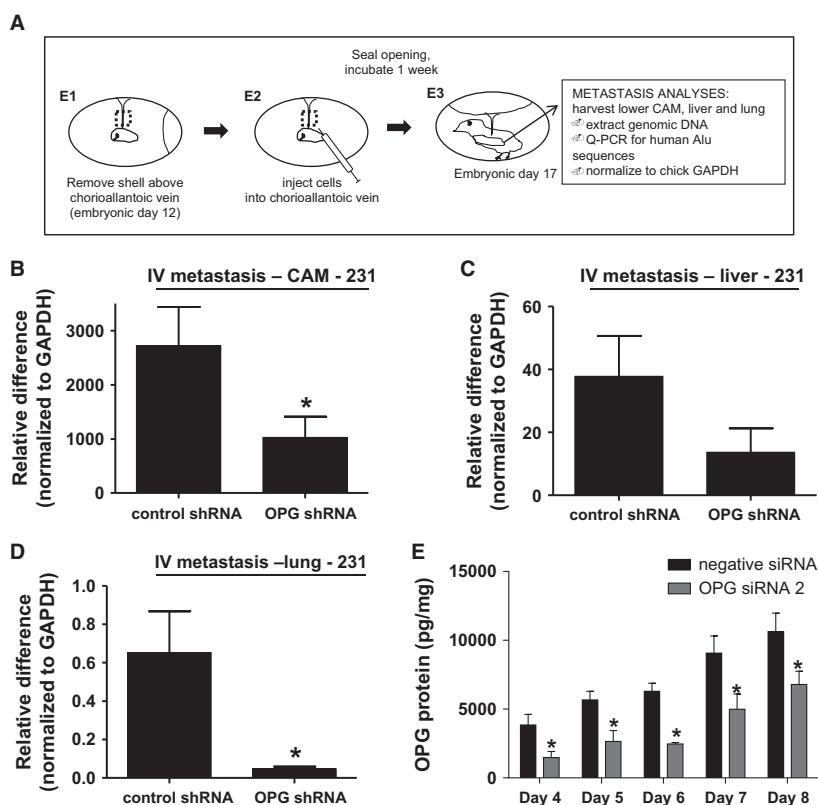 A
Seal opening,
incubate 1 week
E1
E2
E3
Remove shell above
chorioallantoic vein
(embryonic day 12)
inject cells
into chorioallantoic vein
Embryonic day 17
METASTASIS ANALYSES:
harvest lower CAM, liver and lung
extract genomic DNA
Q-PCR for human Alu
sequences
normalize to chick GAPDH
B
IV metastasis – CAM - 231
Relative difference
(normalized to GAPDH)
3000
2000
1000
0
*
control shRNA
OPG shRNA
C
IV metastasis – liver - 231
Relative difference
(normalized to GAPDH)
60
40
20
0
control shRNA
OPG shRNA
D
IV metastasis –lung - 231
Relative difference
(normalized to GAPDH)
1.0
0.8
0.6
0.4
0.2
0.0
*
control shRNA
OPG shRNA
E
negative siRNA
OPG siRNA 2
OPG protein (pg/mg)
15000
10000
5000
0
* * * * *
Day 4 Day 5 Day 6 Day 7 Day 8